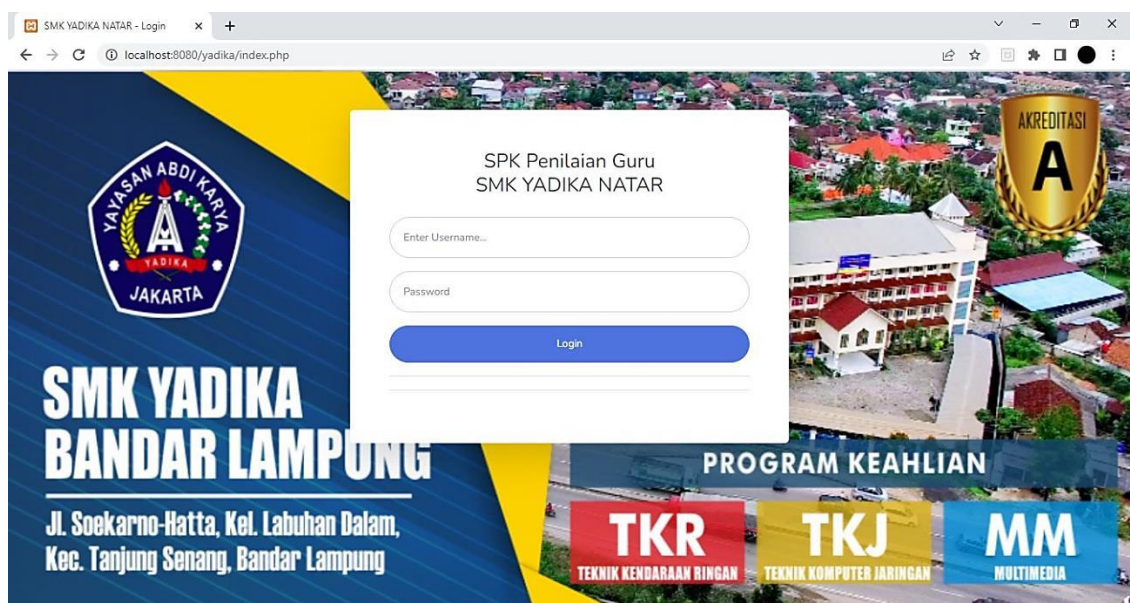 SMK YADIKA NATAR - Login
localhost:8080/yadika/index.php
YAYASAN ABDI KARYA
YADIKA
JAKARTA
SPK Penilaian Guru
SMK YADIKA NATAR
Enter Username...
Password
Login
AKREDITASI
A
SMK YADIKA
BANDAR LAMPUNG
Jl. Soekarno-Hatta, Kel. Labuhan Dalam,
Kec. Tanjung Senang, Bandar Lampung
PROGRAM KEAHLIAN
TKR
TEKNIK KENDARAAN RINGAN
TKJ
TEKNIK KOMPUTER JARINGAN
MM
MULTIMEDIA